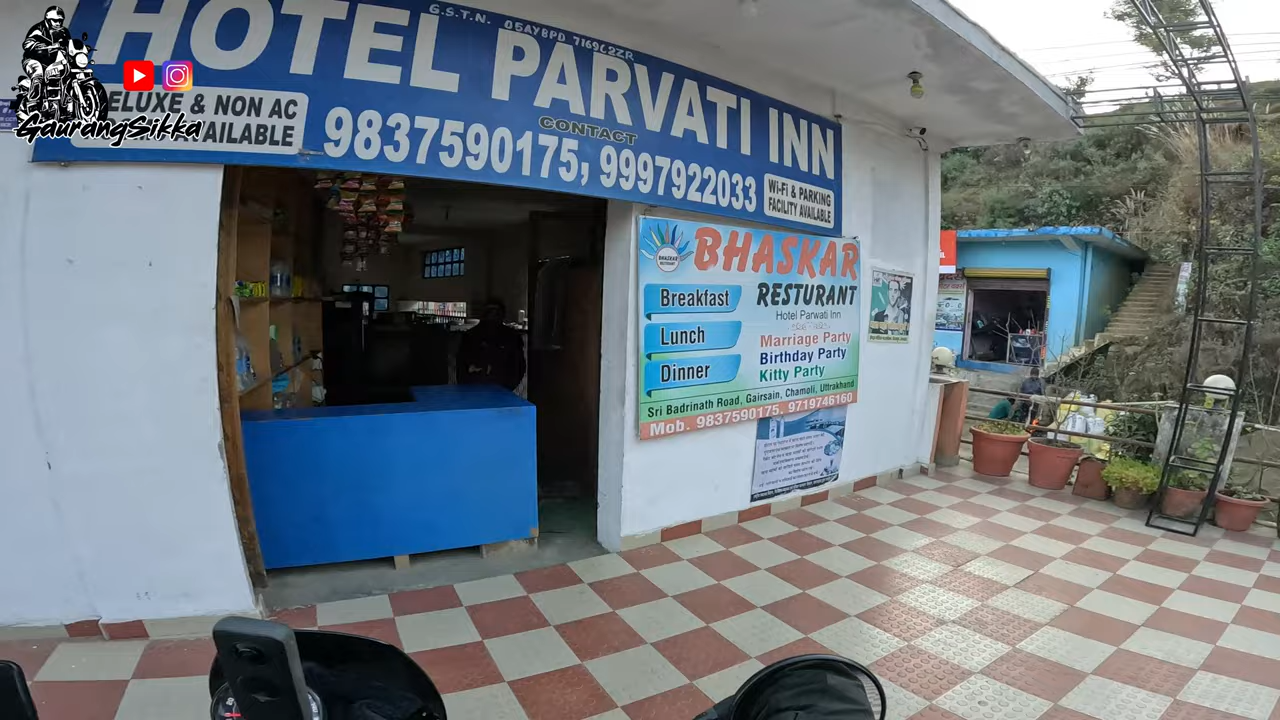 HOTEL PARVATI INN
G.S.T.N. 05AYBPD 7169L2ZR
DELUXE & NON AC
AVAILABLE
CONTACT
9837590175, 9997922033
Wi-Fi & PARKING
FACILITY AVAILABLE
GaurangSikka
BHASKAR
RESTURANT
BHASKAR
RESTURANT
Hotel Parwati Inn
Breakfast
Lunch
Dinner
Marriage Party
Birthday Party
Kitty Party
Sri Badrinath Road, Gairsain, Chamoli, Uttrakhand
Mob. 9837590175. 9719746160